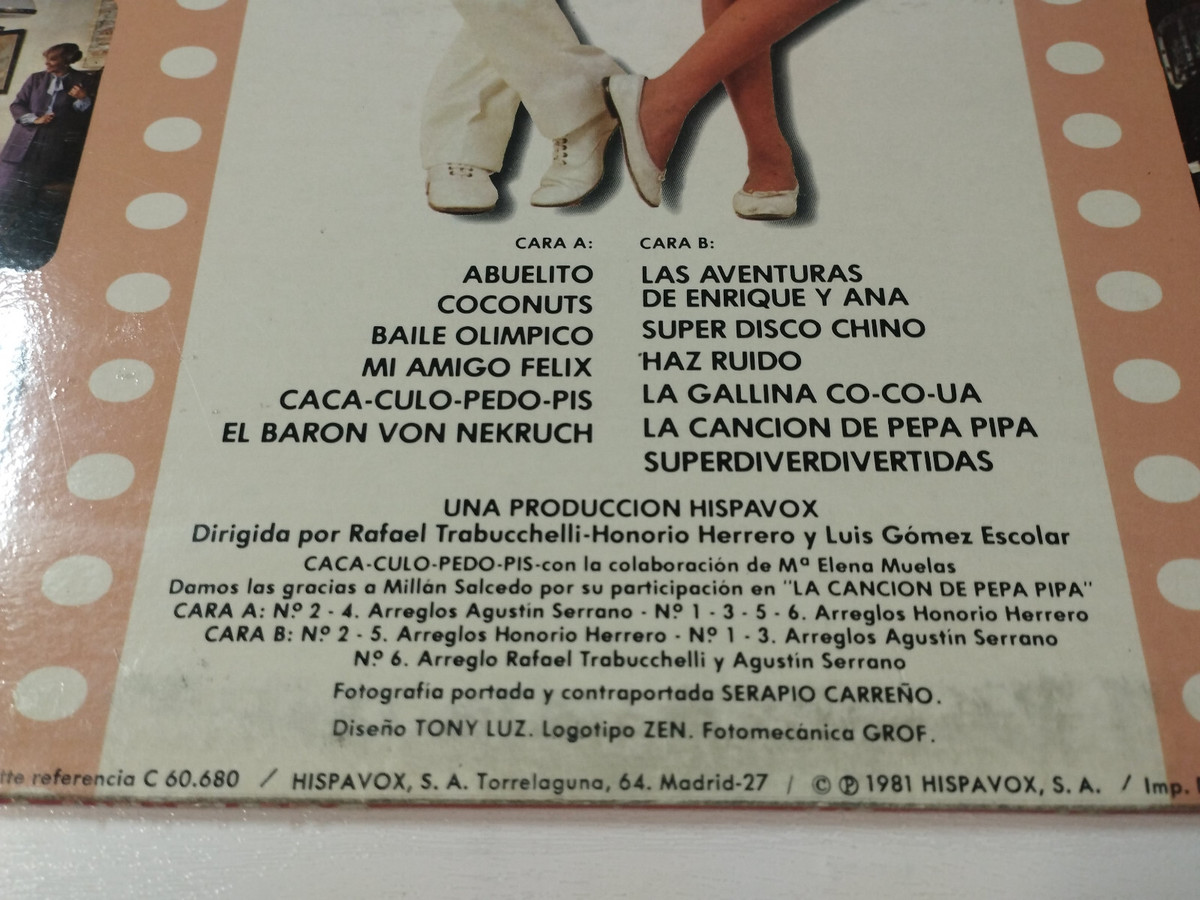 CARA A:
ABUELITO
COCONUTS
BAILE OLIMPICO
MI AMIGO FELIX
CACA-CULO-PEDO-PIS
EL BARON VON NEKRUCH
CARA B:
LAS AVENTURAS
DE ENRIQUE Y ANA
SUPER DISCO CHINO
HAZ RUIDO
LA GALLINA CO-CO-UA
LA CANCION DE PEPA PIPA
SUPERDIVERDIVERTIDAS
UNA PRODUCCION HISPAVOX
Dirigida por Rafael Trabucchelli-Honorio Herrero y Luis Gómez Escolar
CACA-CULO-PEDO-PIS-con la colaboración de Mª Elena Muelas
Damos las gracias a Millán Salcedo por su participación en "LA CANCION DE PEPA PIPA"
CARA A: N.º 2 - 4. Arreglos Agustín Serrano - N.º 1 - 3 - 5 - 6. Arreglos Honorio Herrero
CARA B: N.º 2 - 5. Arreglos Honorio Herrero - N.º 1 - 3. Arreglos Agustín Serrano
N.º 6. Arreglo Rafael Trabucchelli y Agustín Serrano
Fotografía portada y contraportada SERAPIO CARREÑO.
Diseño TONY LUZ. Logotipo ZEN. Fotomecánica GROF.
referencia C 60.680 / HISPAVOX, S. A. Torrelaguna, 64. Madrid-27 / © ℗ 1981 HISPAVOX, S. A. / Imp.